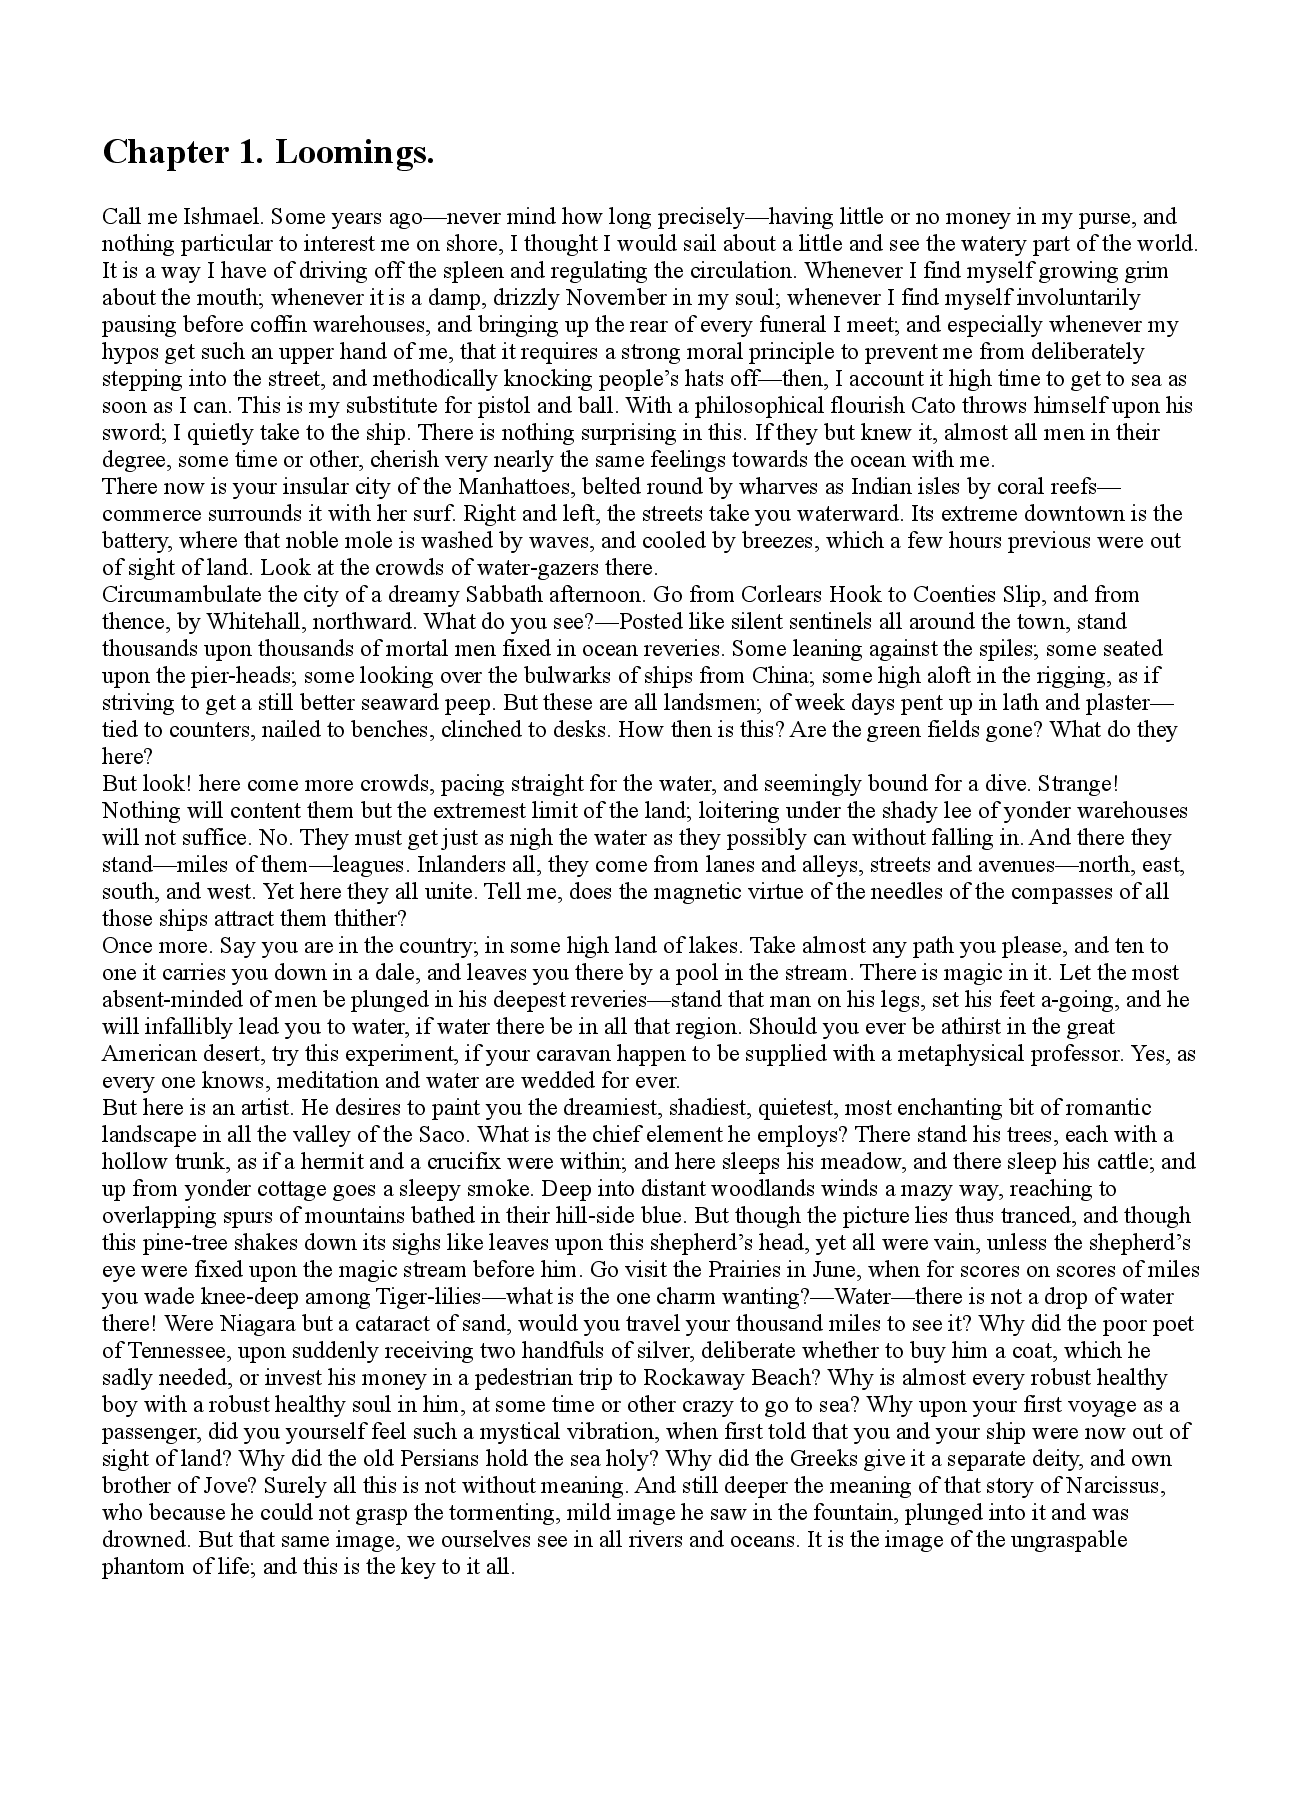 Chapter 1. Loomings.
Call me Ishmael. Some years ago—never mind how long precisely—having little or no money in my purse, and
nothing particular to interest me on shore, I thought I would sail about a little and see the watery part of the world.
It is a way I have of driving off the spleen and regulating the circulation. Whenever I find myself growing grim
about the mouth; whenever it is a damp, drizzly November in my soul; whenever I find myself involuntarily
pausing before coffin warehouses, and bringing up the rear of every funeral I meet; and especially whenever my
hypos get such an upper hand of me, that it requires a strong moral principle to prevent me from deliberately
stepping into the street, and methodically knocking people’s hats off—then, I account it high time to get to sea as
soon as I can. This is my substitute for pistol and ball. With a philosophical flourish Cato throws himself upon his
sword; I quietly take to the ship. There is nothing surprising in this. If they but knew it, almost all men in their
degree, some time or other, cherish very nearly the same feelings towards the ocean with me.
There now is your insular city of the Manhattoes, belted round by wharves as Indian isles by coral reefs—
commerce surrounds it with her surf. Right and left, the streets take you waterward. Its extreme downtown is the
battery, where that noble mole is washed by waves, and cooled by breezes, which a few hours previous were out
of sight of land. Look at the crowds of water-gazers there.
Circumambulate the city of a dreamy Sabbath afternoon. Go from Corlears Hook to Coenties Slip, and from
thence, by Whitehall, northward. What do you see?—Posted like silent sentinels all around the town, stand
thousands upon thousands of mortal men fixed in ocean reveries. Some leaning against the spiles; some seated
upon the pier-heads; some looking over the bulwarks of ships from China; some high aloft in the rigging, as if
striving to get a still better seaward peep. But these are all landsmen; of week days pent up in lath and plaster—
tied to counters, nailed to benches, clinched to desks. How then is this? Are the green fields gone? What do they
here?
But look! here come more crowds, pacing straight for the water, and seemingly bound for a dive. Strange!
Nothing will content them but the extremest limit of the land; loitering under the shady lee of yonder warehouses
will not suffice. No. They must get just as nigh the water as they possibly can without falling in. And there they
stand—miles of them—leagues. Inlanders all, they come from lanes and alleys, streets and avenues—north, east,
south, and west. Yet here they all unite. Tell me, does the magnetic virtue of the needles of the compasses of all
those ships attract them thither?
Once more. Say you are in the country; in some high land of lakes. Take almost any path you please, and ten to
one it carries you down in a dale, and leaves you there by a pool in the stream. There is magic in it. Let the most
absent-minded of men be plunged in his deepest reveries—stand that man on his legs, set his feet a-going, and he
will infallibly lead you to water, if water there be in all that region. Should you ever be athirst in the great
American desert, try this experiment, if your caravan happen to be supplied with a metaphysical professor. Yes, as
every one knows, meditation and water are wedded for ever.
But here is an artist. He desires to paint you the dreamiest, shadiest, quietest, most enchanting bit of romantic
landscape in all the valley of the Saco. What is the chief element he employs? There stand his trees, each with a
hollow trunk, as if a hermit and a crucifix were within; and here sleeps his meadow, and there sleep his cattle; and
up from yonder cottage goes a sleepy smoke. Deep into distant woodlands winds a mazy way, reaching to
overlapping spurs of mountains bathed in their hill-side blue. But though the picture lies thus tranced, and though
this pine-tree shakes down its sighs like leaves upon this shepherd’s head, yet all were vain, unless the shepherd’s
eye were fixed upon the magic stream before him. Go visit the Prairies in June, when for scores on scores of miles
you wade knee-deep among Tiger-lilies—what is the one charm wanting?—Water—there is not a drop of water
there! Were Niagara but a cataract of sand, would you travel your thousand miles to see it? Why did the poor poet
of Tennessee, upon suddenly receiving two handfuls of silver, deliberate whether to buy him a coat, which he
sadly needed, or invest his money in a pedestrian trip to Rockaway Beach? Why is almost every robust healthy
boy with a robust healthy soul in him, at some time or other crazy to go to sea? Why upon your first voyage as a
passenger, did you yourself feel such a mystical vibration, when first told that you and your ship were now out of
sight of land? Why did the old Persians hold the sea holy? Why did the Greeks give it a separate deity, and own
brother of Jove? Surely all this is not without meaning. And still deeper the meaning of that story of Narcissus,
who because he could not grasp the tormenting, mild image he saw in the fountain, plunged into it and was
drowned. But that same image, we ourselves see in all rivers and oceans. It is the image of the ungraspable
phantom of life; and this is the key to it all.